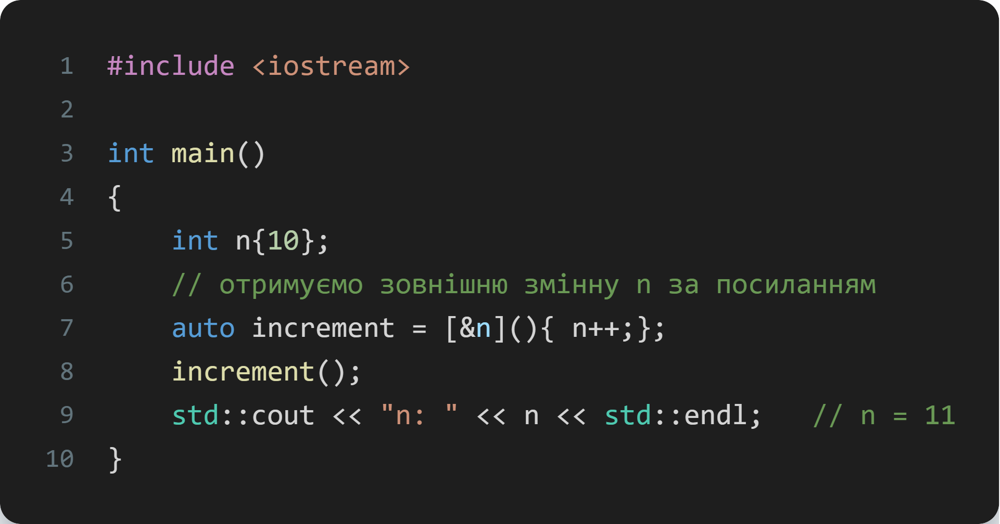 1 #include <iostream>
2
3 int main()
4 {
5     int n{10};
6     // отримуємо зовнішню змінну n за посиланням
7     auto increment = [&n](){ n++;};
8     increment();
9     std::cout << "n: " << n << std::endl;   // n = 11
10 }